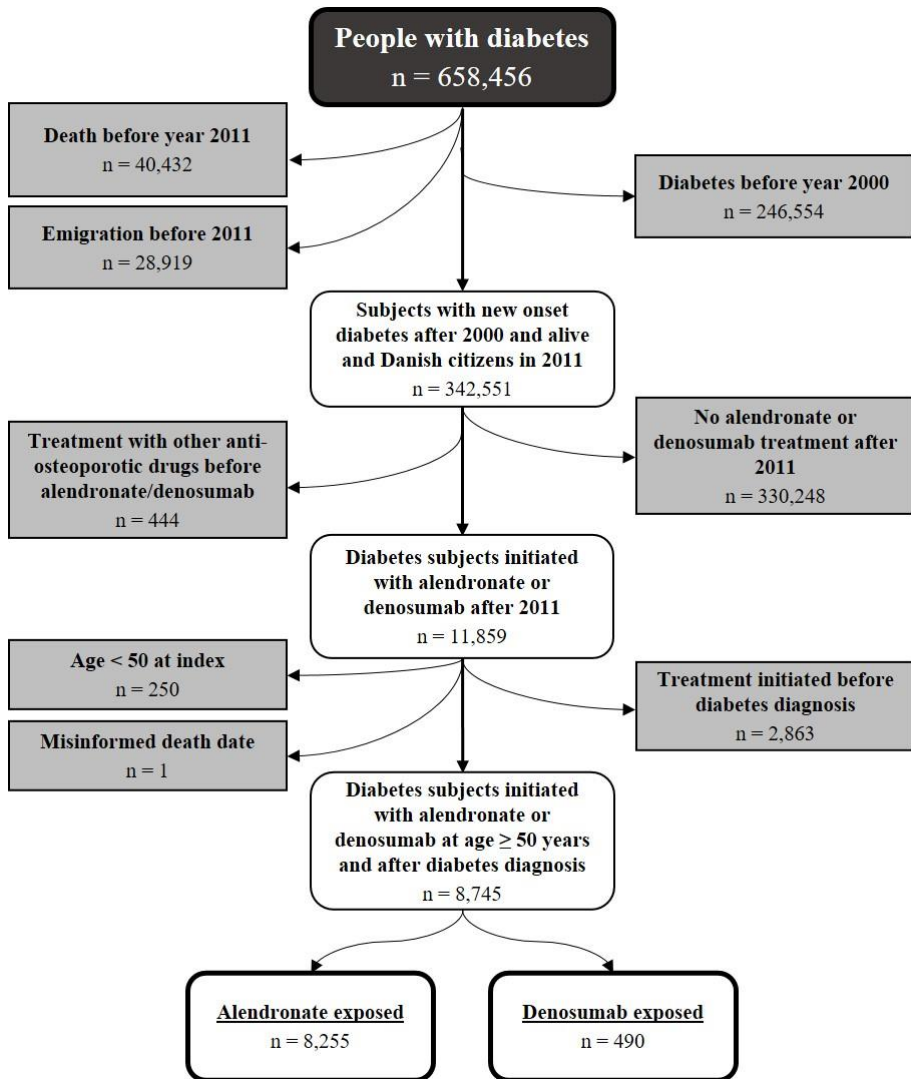 People with diabetes
n = 658,456
Death before year 2011
n = 40,432
Diabetes before year 2000
n = 246,554
Emigration before 2011
n = 28,919
Subjects with new onset
diabetes after 2000 and alive
and Danish citizens in 2011
n = 342,551
Treatment with other anti-
osteoporotic drugs before
alendronate/denosumab
n = 444
No alendronate or
denosumab treatment after
2011
n = 330,248
Diabetes subjects initiated
with alendronate or
denosumab after 2011
n = 11,859
Age < 50 at index
n = 250
Treatment initiated before
diabetes diagnosis
n = 2,863
Misinformed death date
n = 1
Diabetes subjects initiated
with alendronate or
denosumab at age ≥ 50 years
and after diabetes diagnosis
n = 8,745
Alendronate exposed
n = 8,255
Denosumab exposed
n = 490